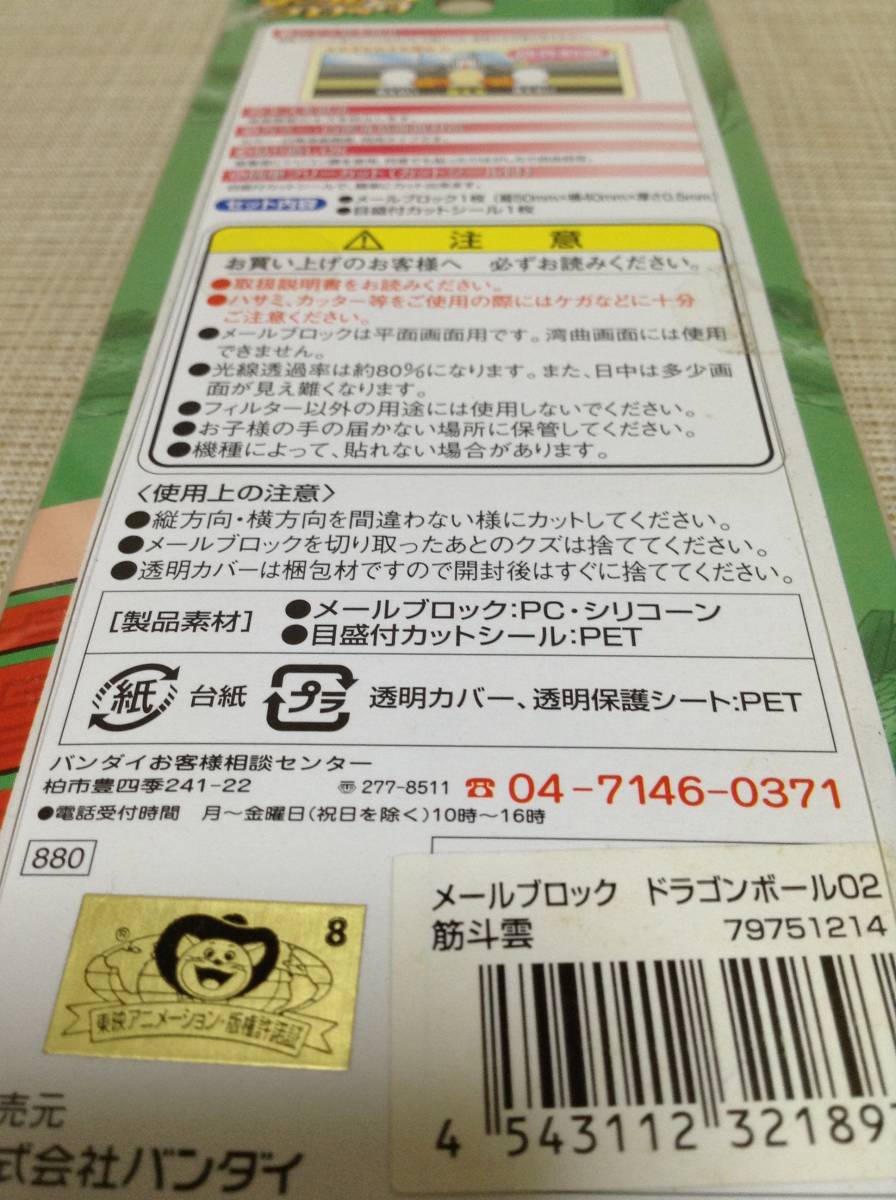 セット内容 ●メールブロック1枚(縦50mm×横40mm×厚さ0.5mm)
●目盛付カットシール1枚
注意
お買い上げのお客様へ 必ずお読みください。
●取扱説明書をお読みください。
●ハサミ、カッター等をご使用の際にはケガなどに十分
ご注意ください。
●メールブロックは平面画面用です。湾曲画面には使用
できません。
●光線透過率は約80%になります。また、日中は多少画
面が見え難くなります。
●フィルター以外の用途には使用しないでください。
●お子様の手の届かない場所に保管してください。
●機種によって、貼れない場合があります。
〈使用上の注意〉
●縦方向・横方向を間違わない様にカットしてください。
●メールブロックを切り取ったあとのクズは捨ててください。
●透明カバーは梱包材ですので開封後はすぐに捨ててください。
[製品素材] ●メールブロック:PC・シリコーン
●目盛付カットシール:PET
紙 台紙 プラ 透明カバー、透明保護シート:PET
バンダイお客様相談センター
柏市豊四季241-22 〒277-8511 ☎04-7146-0371
●電話受付時間 月~金曜日(祝日を除く)10時~16時
880
8
東映アニメーション・版権許諾証
メールブロック ドラゴンボール02
筋斗雲 79751214
4 543112 32189
売元
式会社バンダイ